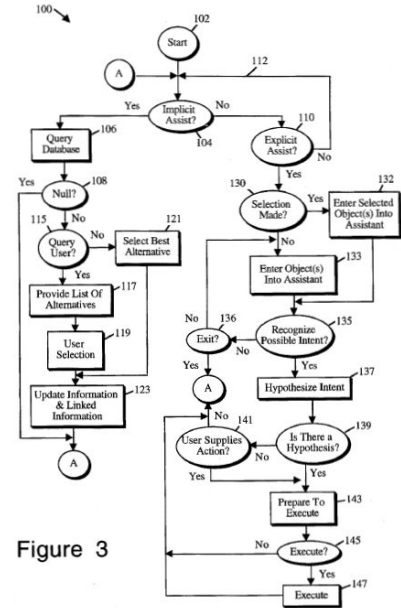 100
102
Start
A
112
Yes
Implicit
Assist?
No
104
106
Query
Database
110
Explicit
Assist?
No
Yes
Yes
108
Null?
No
130
Selection
Made?
Yes
132
Enter Selected
Object(s) Into
Assistant
No
115
Query
User?
No
121
Select Best
Alternative
Yes
133
Enter Object(s)
Into Assistant
117
Provide List Of
Alternatives
119
User
Selection
No
136
Exit?
No
Yes
135
Recognize
Possible Intent?
Yes
137
Hypothesize Intent
123
Update Information
& Linked
Information
A
A
No
141
User Supplies
Action?
Yes
No
139
Is There a
Hypothesis?
Yes
143
Prepare To
Execute
145
Execute?
No
Yes
147
Execute
Figure 3